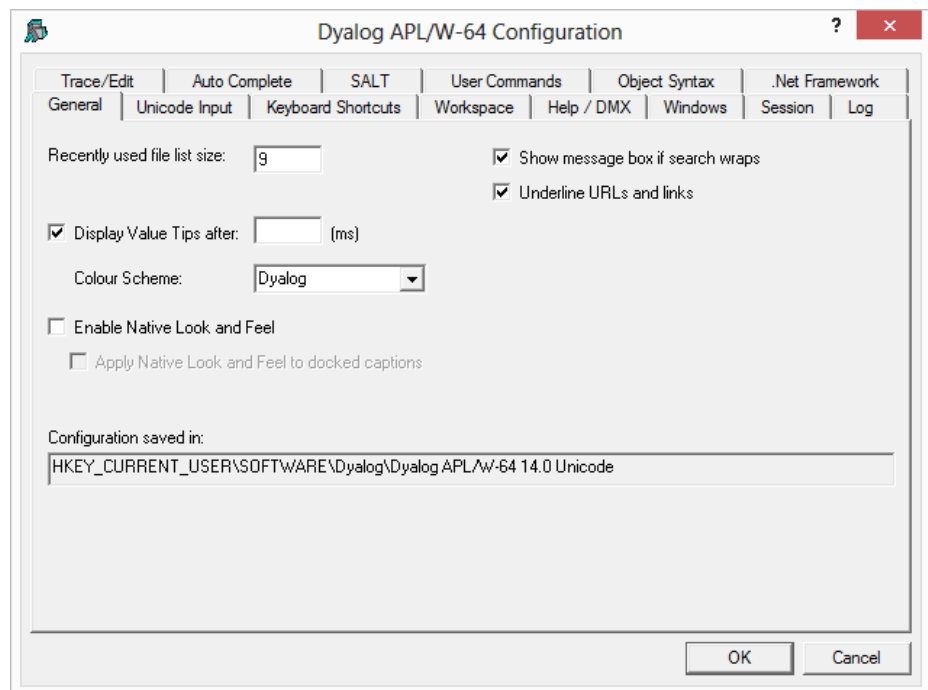 Dyalog APL/W-64 Configuration ? ×
Trace/Edit Auto Complete SALT User Commands Object Syntax .Net Framework
General Unicode Input Keyboard Shortcuts Workspace Help / DMX Windows Session Log
Recently used file list size: 9
Show message box if search wraps
Underline URLs and links
Display Value Tips after: (ms)
Colour Scheme: Dyalog
Enable Native Look and Feel
Apply Native Look and Feel to docked captions
Configuration saved in:
HKEY_CURRENT_USER\SOFTWARE\Dyalog\Dyalog APL/W-64 14.0 Unicode
OK Cancel